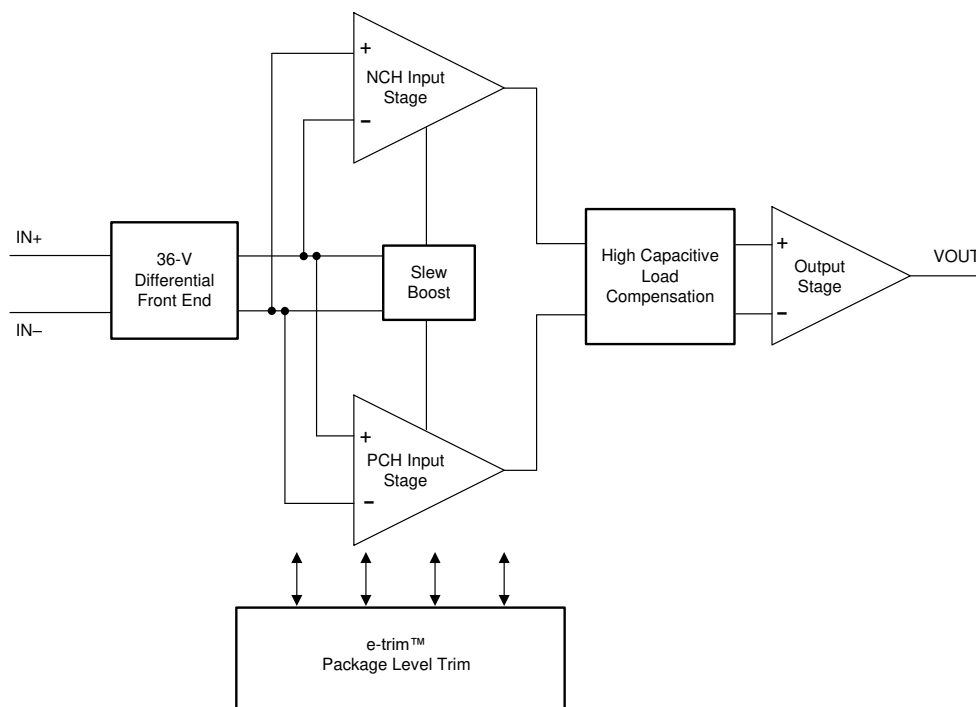 +
NCH Input
Stage
−
IN+
IN−
36-V
Differential
Front End
Slew
Boost
+
PCH Input
Stage
−
High Capacitive
Load
Compensation
+
Output
Stage
−
VOUT
e-trim™
Package Level Trim